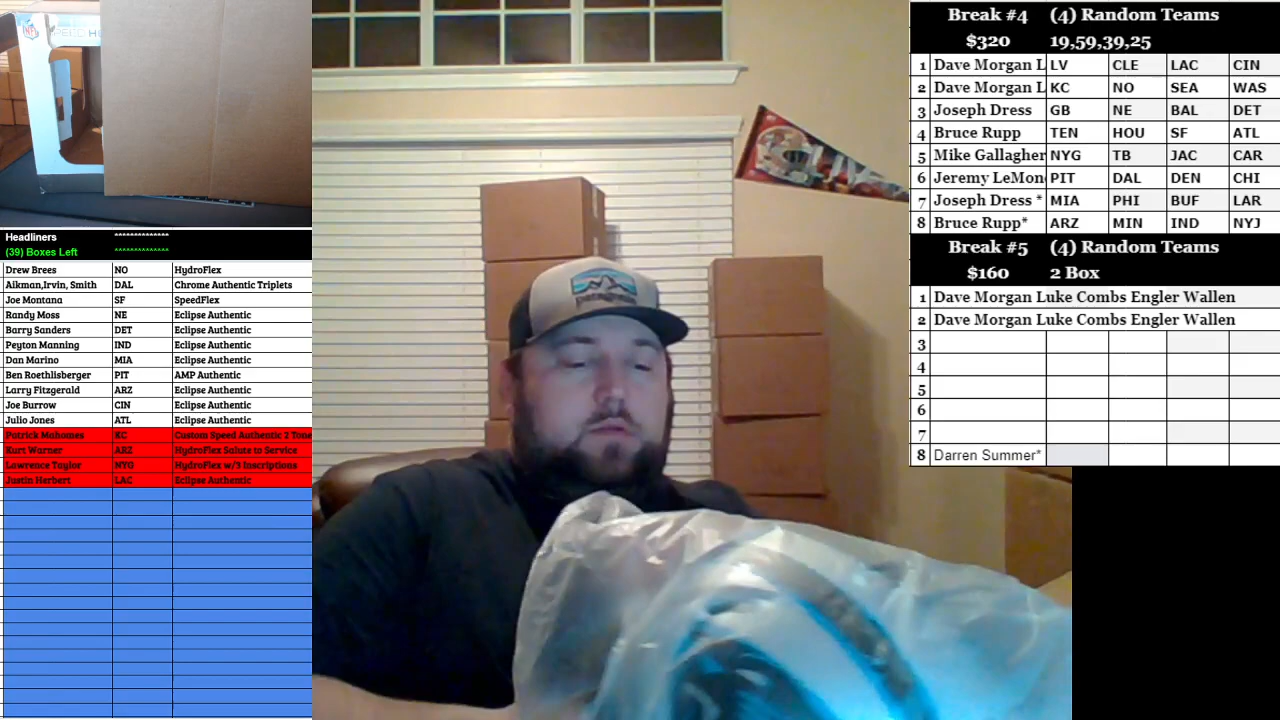 NFL SPEED
Headliners **************
(39) Boxes Left **************
Drew Brees NO HydroFlex
Aikman,Irvin, Smith DAL Chrome Authentic Triplets
Joe Montana SF SpeedFlex
Randy Moss NE Eclipse Authentic
Barry Sanders DET Eclipse Authentic
Peyton Manning IND Eclipse Authentic
Dan Marino MIA Eclipse Authentic
Ben Roethlisberger PIT AMP Authentic
Larry Fitzgerald ARZ Eclipse Authentic
Joe Burrow CIN Eclipse Authentic
Julio Jones ATL Eclipse Authentic
Patrick Mahomes KC Custom Speed Authentic 2 Tone
Kurt Warner ARZ HydroFlex Salute to Service
Lawrence Taylor NYG HydroFlex w/3 Inscriptions
Justin Herbert LAC Eclipse Authentic
Break #4 (4) Random Teams
$320 19,59,39,25
1 Dave Morgan L LV CLE LAC CIN
2 Dave Morgan L KC NO SEA WAS
3 Joseph Dress GB NE BAL DET
4 Bruce Rupp TEN HOU SF ATL
5 Mike Gallagher NYG TB JAC CAR
6 Jeremy LeMon PIT DAL DEN CHI
7 Joseph Dress * MIA PHI BUF LAR
8 Bruce Rupp* ARZ MIN IND NYJ
Break #5 (4) Random Teams
$160 2 Box
1 Dave Morgan Luke Combs Engler Wallen
2 Dave Morgan Luke Combs Engler Wallen
3
4
5
6
7
8 Darren Summer*